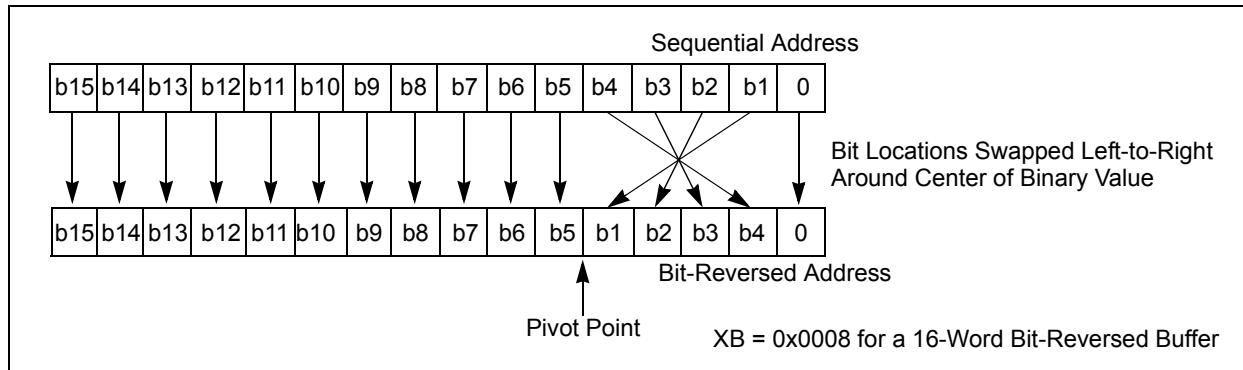 Sequential Address
b15 b14 b13 b12 b11 b10 b9 b8 b7 b6 b5 b4 b3 b2 b1 0
Bit Locations Swapped Left-to-Right
Around Center of Binary Value
b15 b14 b13 b12 b11 b10 b9 b8 b7 b6 b5 b1 b2 b3 b4 0
Bit-Reversed Address
Pivot Point
XB = 0x0008 for a 16-Word Bit-Reversed Buffer